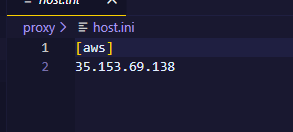 host.ini
proxy > host.ini
1 [aws]
2 35.153.69.138